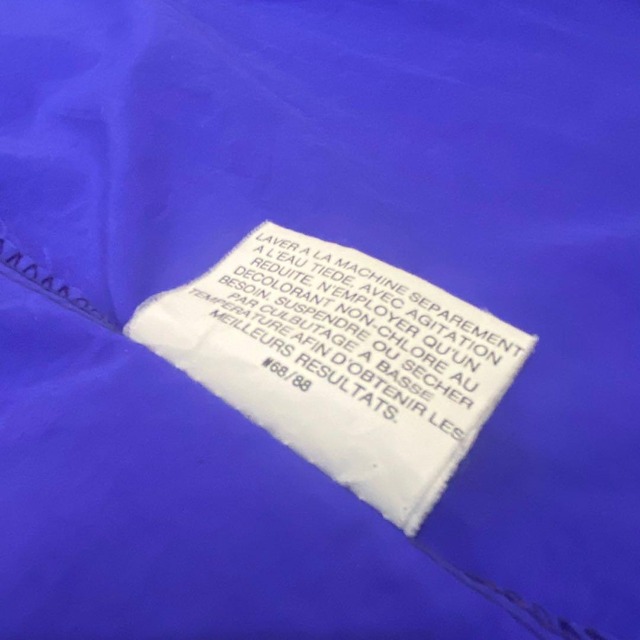 LAVER A LA MACHINE SEPAREMENT
A L'EAU TIEDE AVEC AGITATION
REDUITE, N'EMPLOYER QU'UN
DECOLORANT NON-CHLORE AU
BESOIN, SUSPENDRE OU SECHER
PAR CULBUTAGE A BASSE
TEMPERATURE AFIN D'OBTENIR LES
MEILLEURS RESULTATS.
#68/88